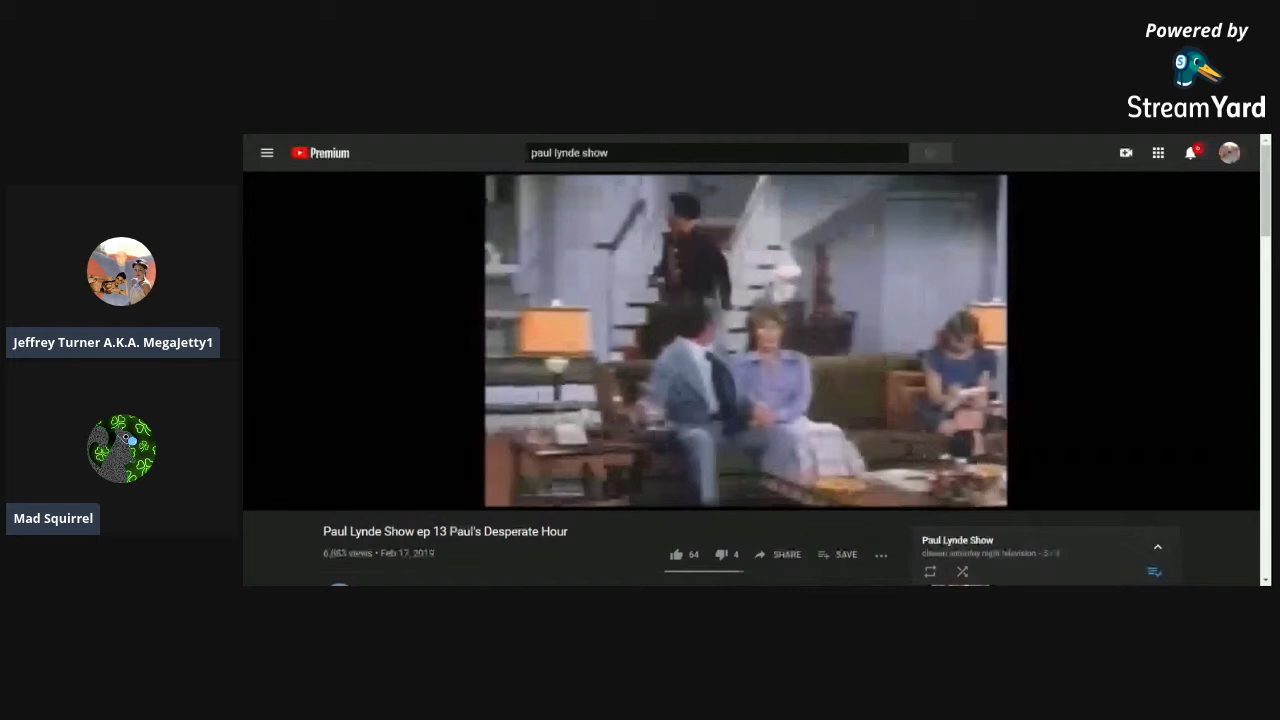 Powered by
StreamYard
Premium
paul lynde show
Jeffrey Turner A.K.A. MegaJetty1
Mad Squirrel
Paul Lynde Show ep 13 Paul's Desperate Hour
views • Feb 17, 2019
64
4
SHARE
SAVE
Paul Lynde Show